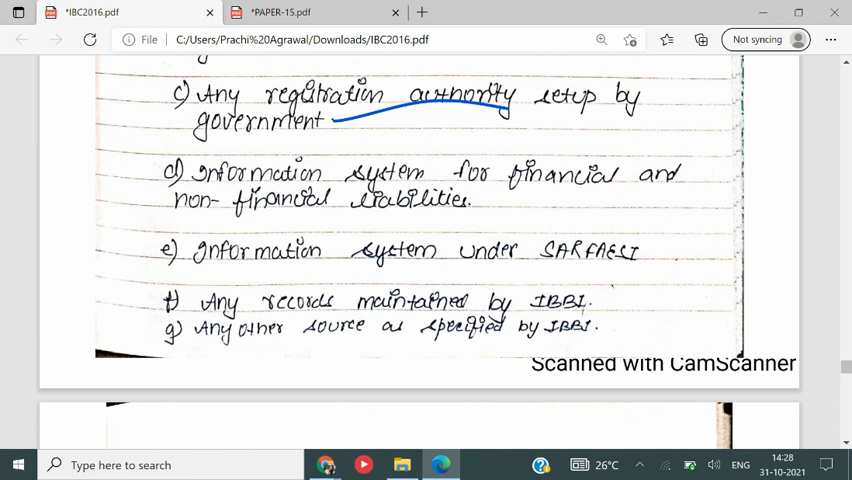 *IBC2016.pdf
*PAPER-15.pdf
File
C:/Users/Prachi%20Agrawal/Downloads/IBC2016.pdf
Not syncing
c) Any registration authority setup by
government
d) Information system for financial and
non-financial liabilities.
e) Information system under SARFAESI
f) Any records maintained by IBBI.
g) Any other source as specified by IBBI.
Scanned with CamScanner
Type here to search
26°C
ENG
14:28
31-10-2021